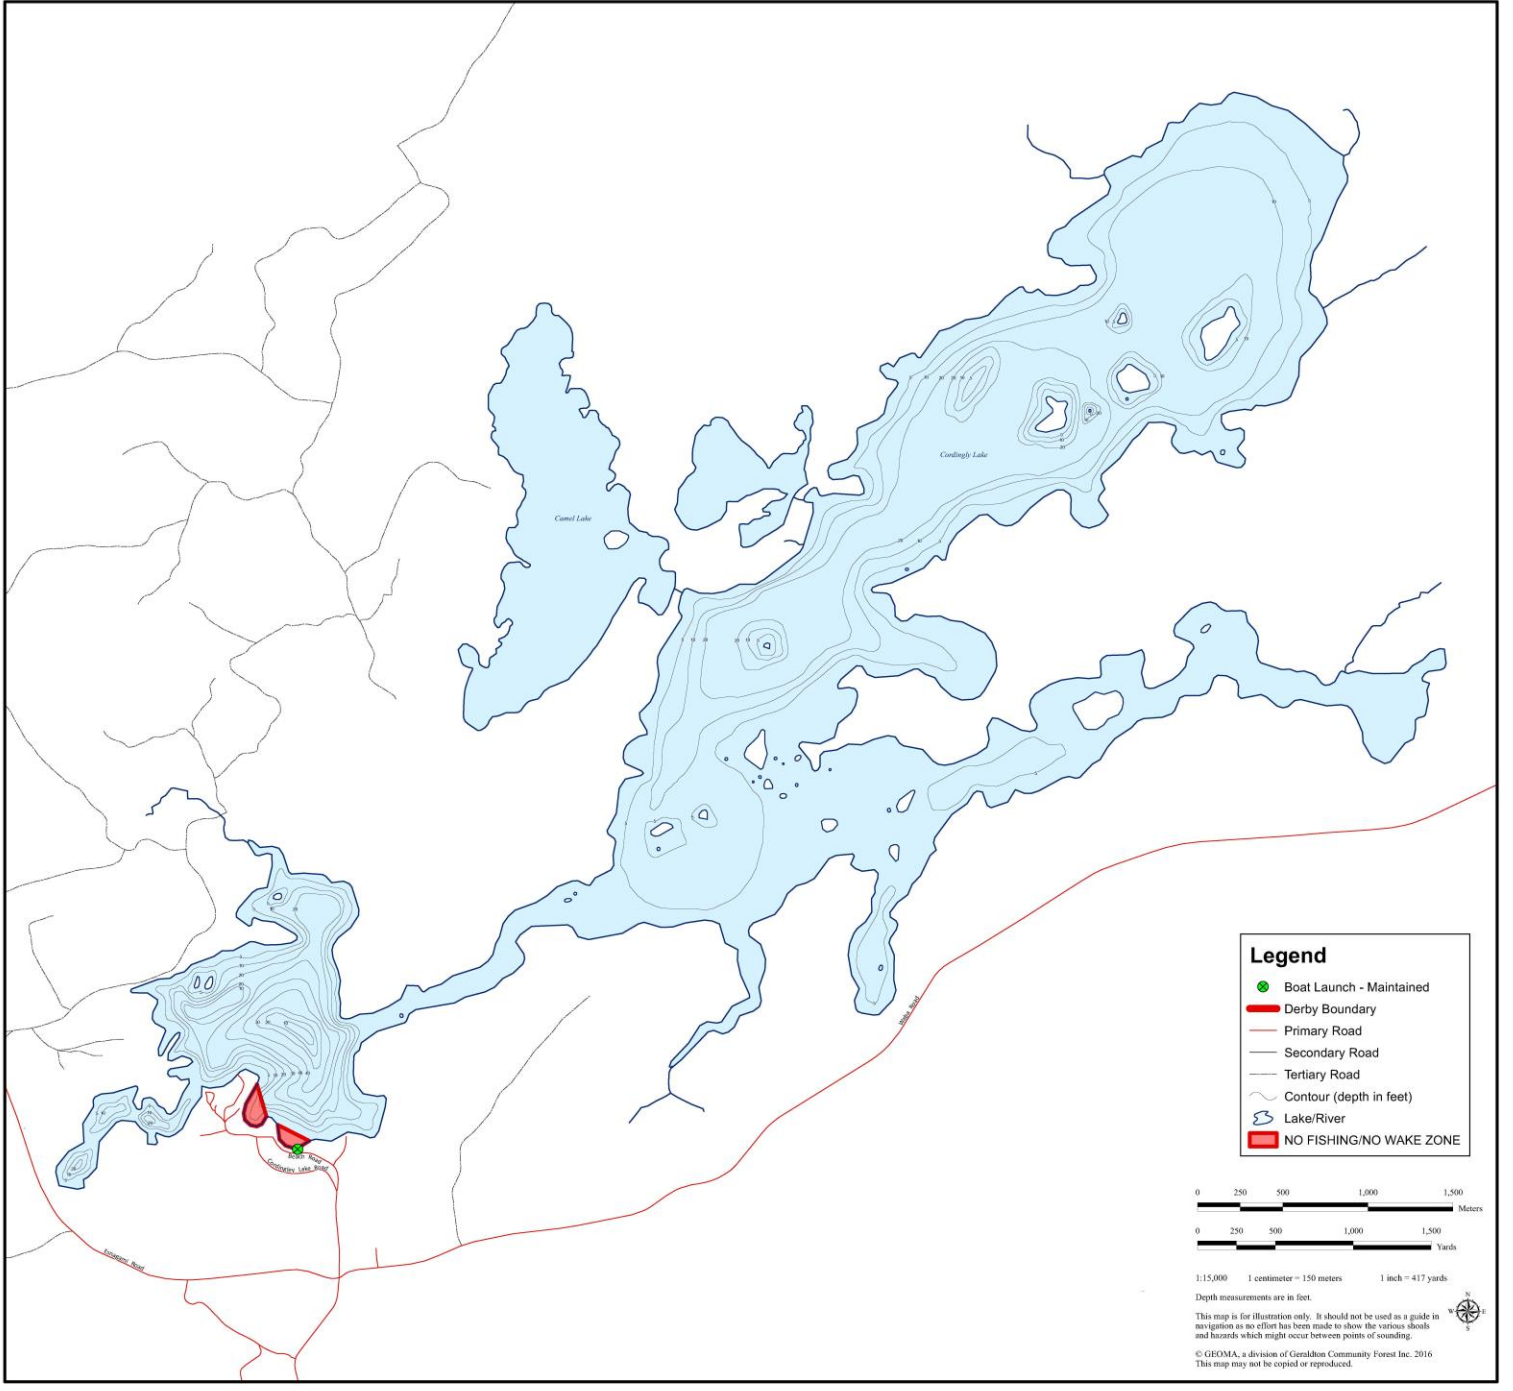 Cordingly Lake
Camel Lake
Waba Road
Beach Road
Cordingley Lake Road
Esnagami Road
Legend
Boat Launch - Maintained
Derby Boundary
Primary Road
Secondary Road
Tertiary Road
Contour (depth in feet)
Lake/River
NO FISHING/NO WAKE ZONE
0 250 500 1,000 1,500
Meters
0 250 500 1,000 1,500
Yards
1:15,000 1 centimeter = 150 meters 1 inch = 417 yards
Depth measurements are in feet.
N
W E
S
This map is for illustration only. It should not be used as a guide in
navigation as no effort has been made to show the various shoals
and hazards which might occur between points of sounding.
© GEOMA, a division of Geraldton Community Forest Inc. 2016
This map may not be copied or reproduced.